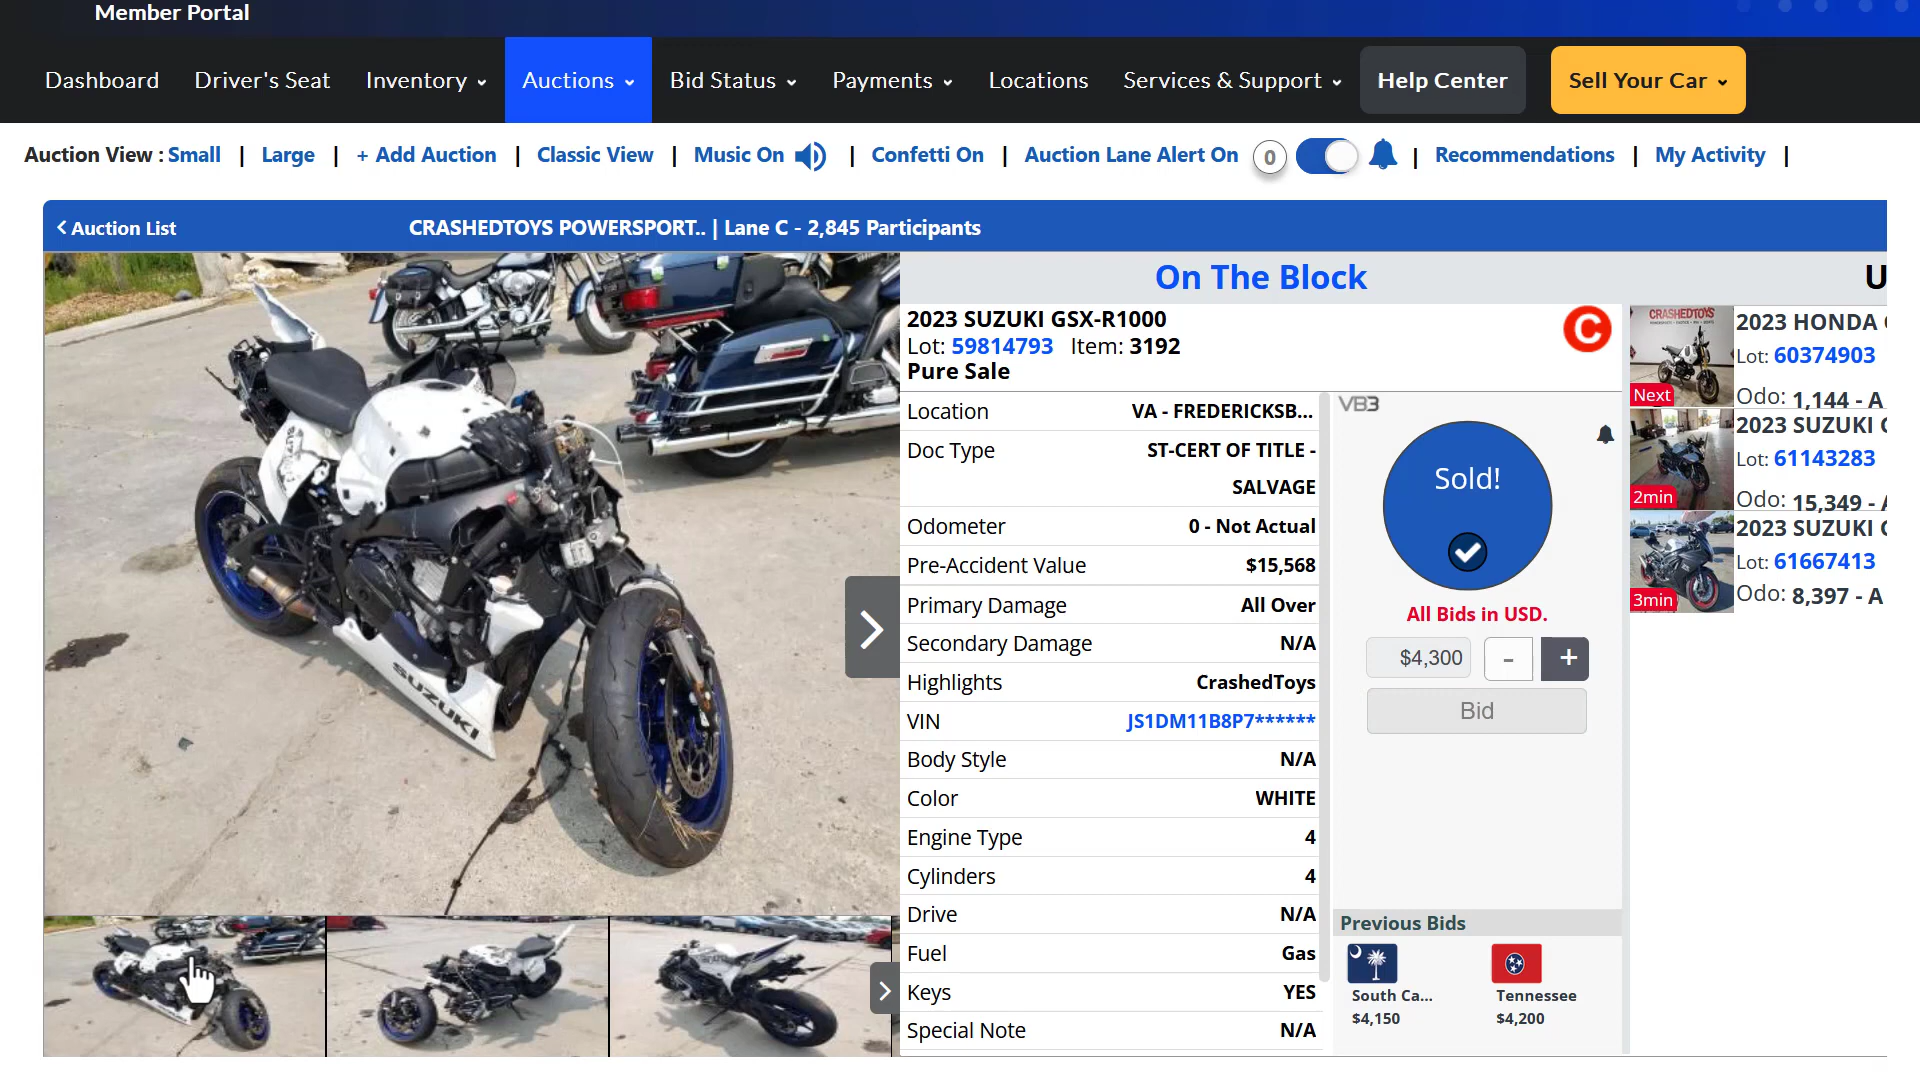 Member Portal
Dashboard Driver's Seat Inventory Auctions Bid Status Payments Locations Services & Support Help Center Sell Your Car
Auction View : Small | Large | + Add Auction | Classic View | Music On | Confetti On | Auction Lane Alert On 0 | Recommendations | My Activity |
Auction List
CRASHEDTOYS POWERSPORT.. | Lane C - 2,845 Participants
On The Block
2023 SUZUKI GSX-R1000
Lot: 59814793 Item: 3192
Pure Sale
C
Location VA - FREDERICKSB...
Doc Type ST-CERT OF TITLE -
SALVAGE
Odometer 0 - Not Actual
Pre-Accident Value $15,568
Primary Damage All Over
Secondary Damage N/A
Highlights CrashedToys
VIN JS1DM11B8P7******
Body Style N/A
Color WHITE
Engine Type 4
Cylinders 4
Drive N/A
Fuel Gas
Keys YES
Special Note N/A
VB3
Sold!
All Bids in USD.
$4,300 - +
Bid
Previous Bids
South Ca... Tennessee
$4,150 $4,200
U
CRASHEDTOYS
2023 HONDA
Lot: 60374903
Next
Odo: 1,144 - A
2023 SUZUKI
Lot: 61143283
2min
Odo: 15,349 -
2023 SUZUKI
Lot: 61667413
3min
Odo: 8,397 - A
SUZUKI